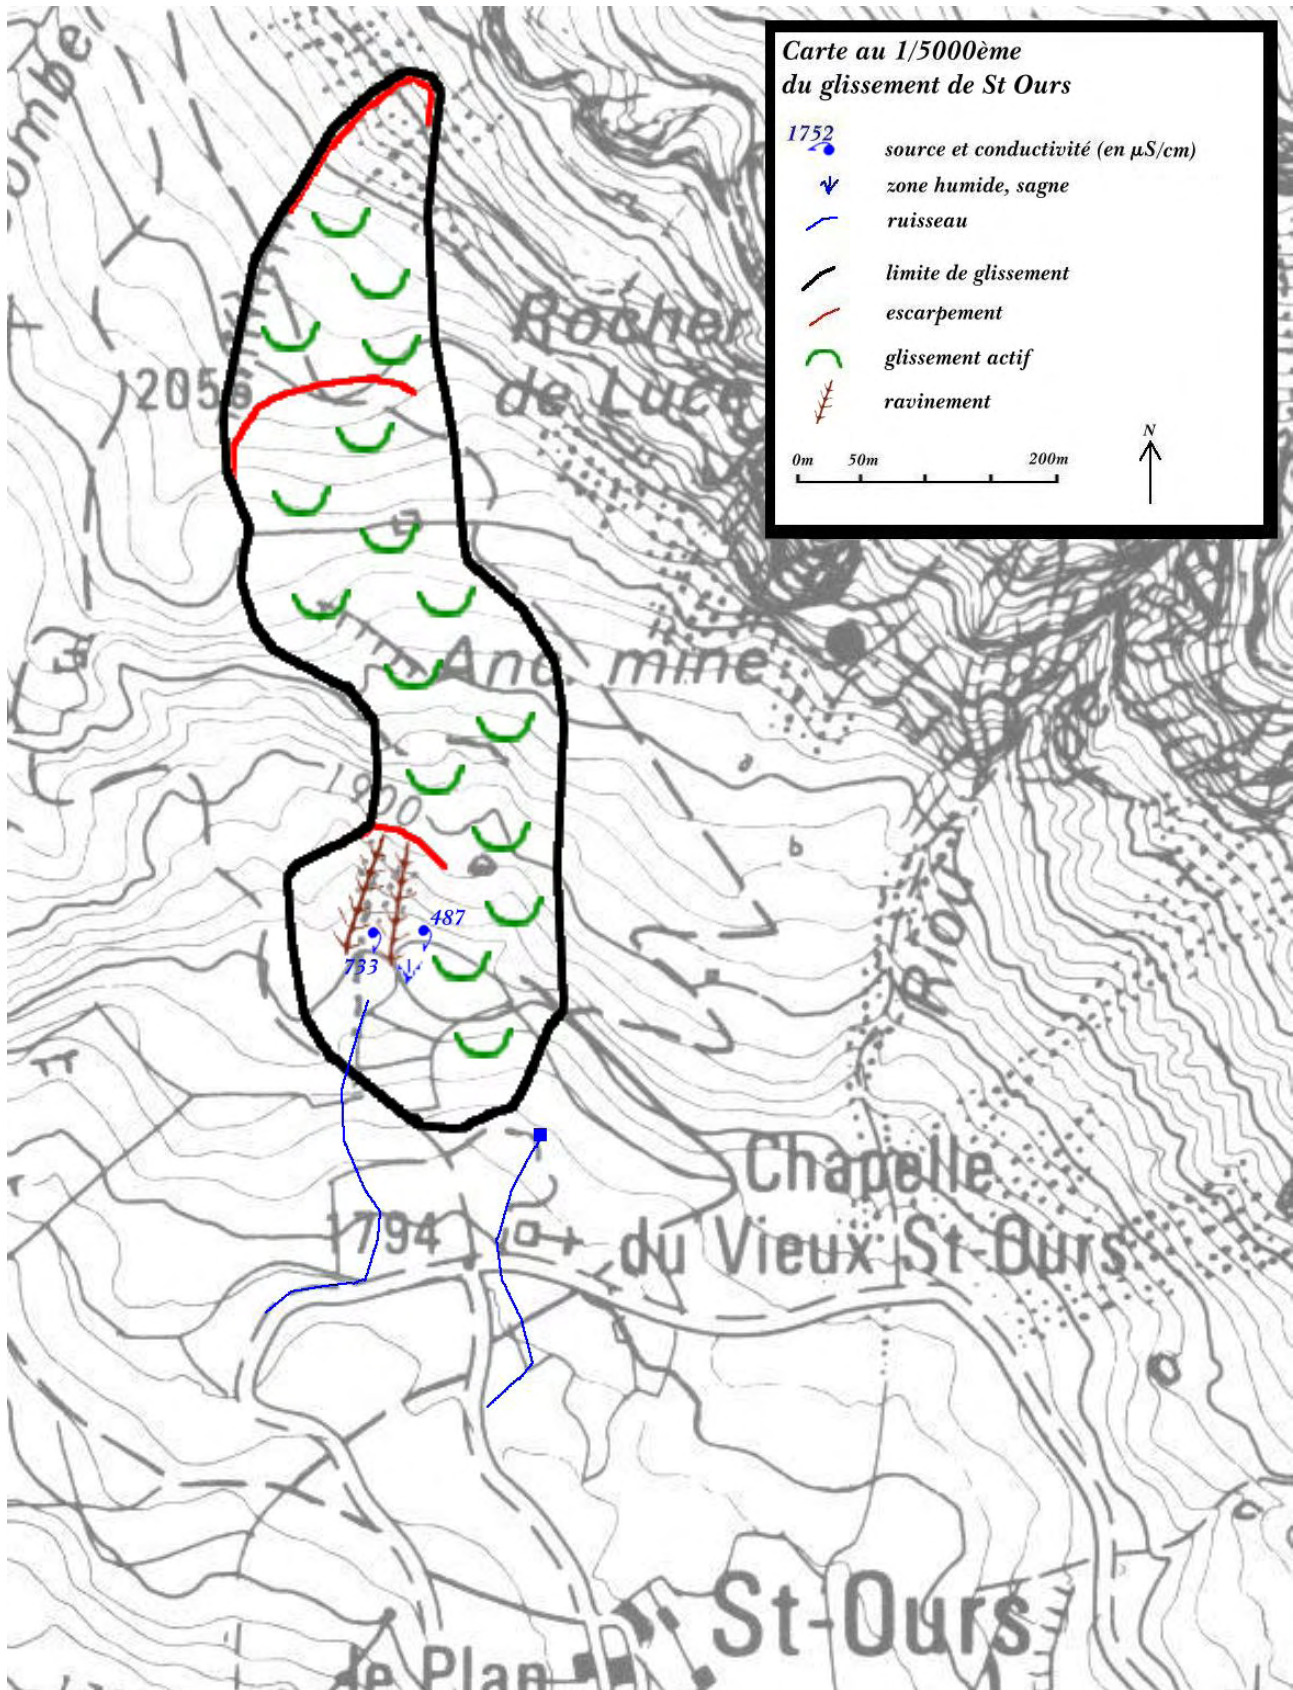 Carte au 1/5000ème
du glissement de St Ours
1752
source et conductivité (en µS/cm)
zone humide, sagne
ruisseau
limite de glissement
escarpement
glissement actif
ravinement
0m 50m 200m
N
Rocher
de Luce
2056
Anc. mine
1900
b
Riou
487
733
Chapelle
du Vieux St-Ours
1794
St-Ours
le Plan